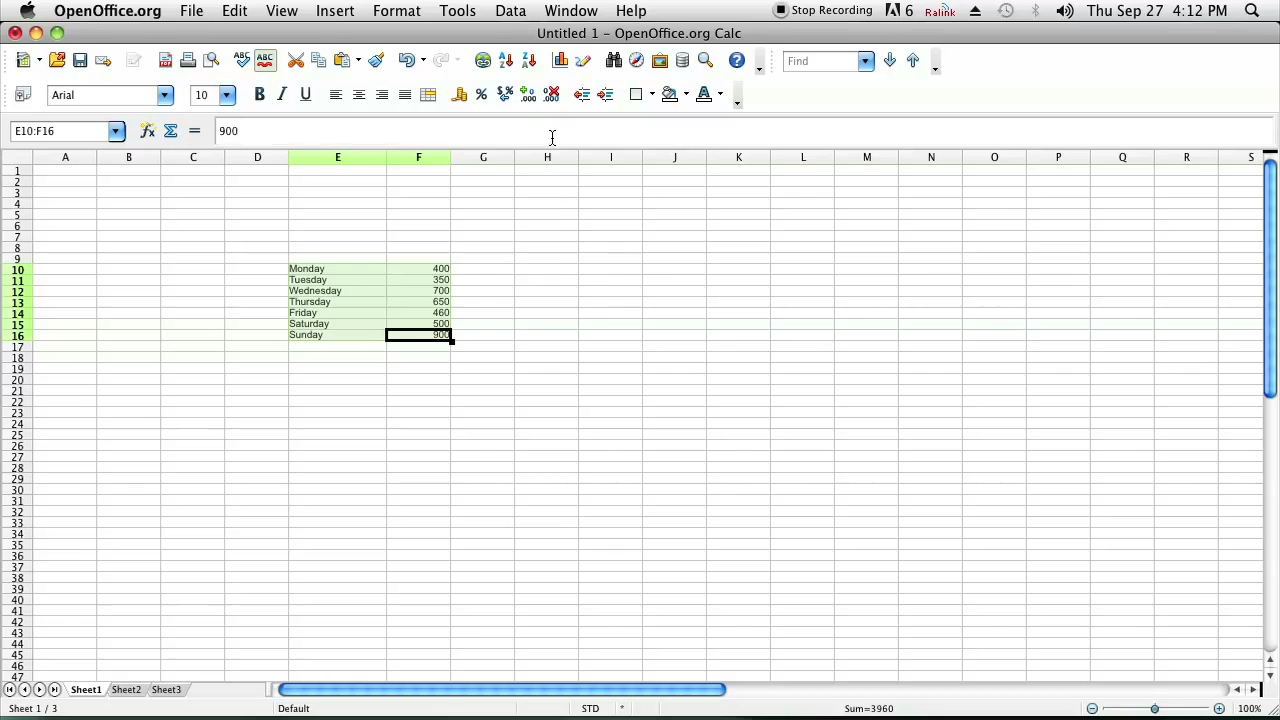 OpenOffice.org File Edit View Insert Format Tools Data Window Help Stop Recording 6 Ralink Thu Sep 27 4:12 PM
Untitled 1 – OpenOffice.org Calc
ABC ABC Find
Arial 10 B I U
E10:F16 900
A B C D E F G H I J K L M N O P Q R S
1
2
3
4
5
6
7
8
9
10 Monday 400
11 Tuesday 350
12 Wednesday 700
13 Thursday 650
14 Friday 460
15 Saturday 500
16 Sunday 900
17
18
19
20
21
22
23
24
25
26
27
28
29
30
31
32
33
34
35
36
37
38
39
40
41
42
43
44
45
46
47
Sheet1 Sheet2 Sheet3
Sheet 1 / 3 Default STD * Sum=3960 100%